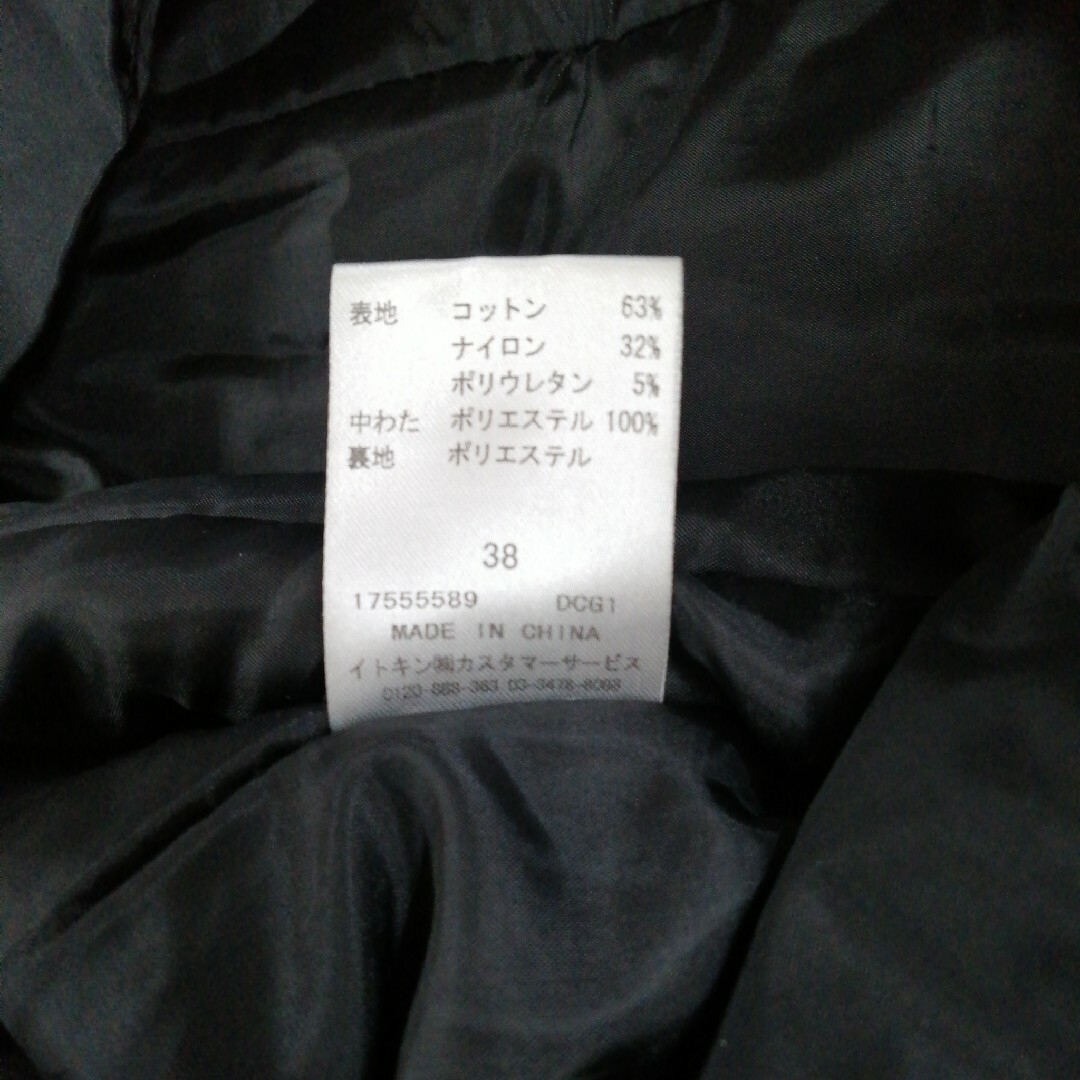 表地 コットン 63%
ナイロン 32%
ポリウレタン 5%
中わた ポリエステル 100%
裏地 ポリエステル
38
17555589 DCG1
MADE IN CHINA
イトキン㈱カスタマーサービス
0120-888-363 03-3478-8088